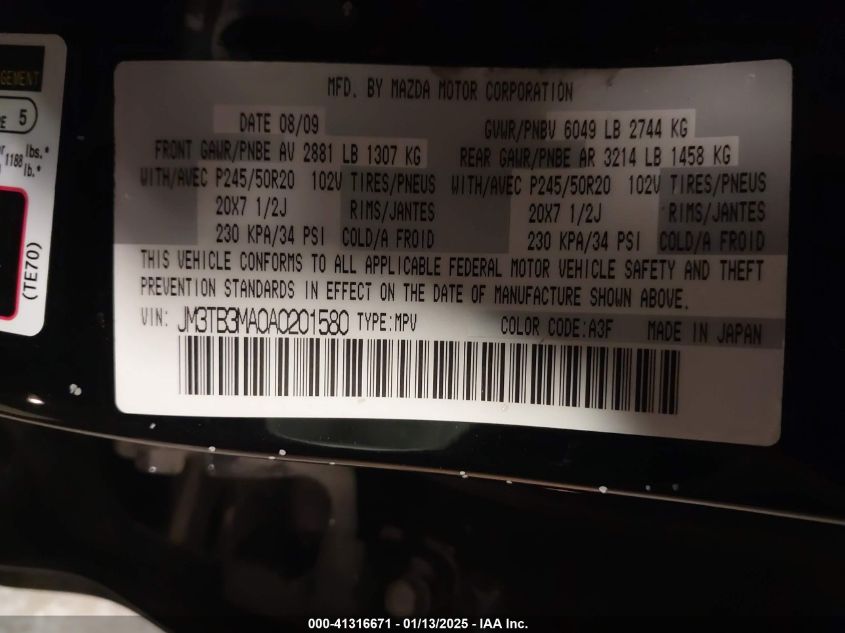 GEMENT
5
1188 lbs.*
lb.*
(TE70)
MFD. BY MAZDA MOTOR CORPORATION
DATE 08/09 GVWR/PNBV 6049 LB 2744 KG
FRONT GAWR/PNBE AV 2881 LB 1307 KG REAR GAWR/PNBE AR 3214 LB 1458 KG
WITH/AVEC P245/50R20 102V TIRES/PNEUS WITH/AVEC P245/50R20 102V TIRES/PNEUS
20X7 1/2J RIMS/JANTES 20X7 1/2J RIMS/JANTES
230 KPA/34 PSI COLD/A FROID 230 KPA/34 PSI COLD/A FROID
THIS VEHICLE CONFORMS TO ALL APPLICABLE FEDERAL MOTOR VEHICLE SAFETY AND THEFT
PREVENTION STANDARDS IN EFFECT ON THE DATE OF MANUFACTURE SHOWN ABOVE.
VIN: JM3TB3MA0A0201580 TYPE:MPV COLOR CODE:A3F MADE IN JAPAN
000-41316671 - 01/13/2025 - IAA Inc.